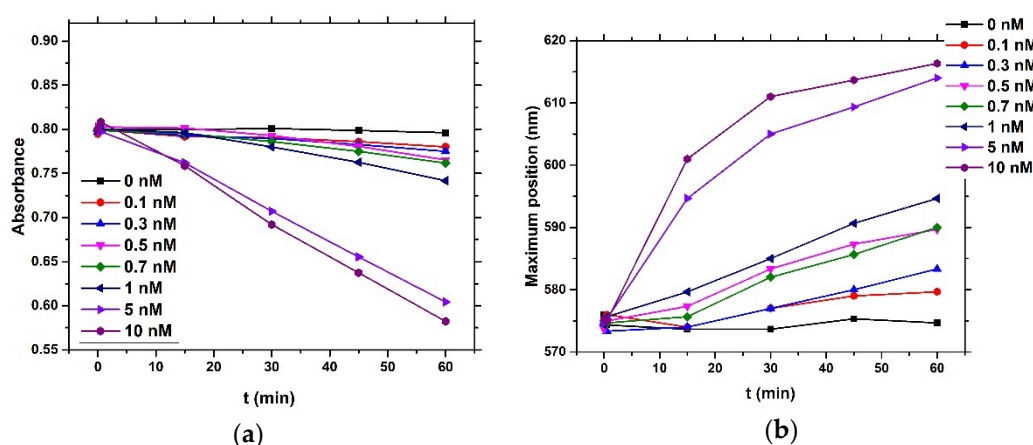 0.90
0.85
0.80
0.75
0.70
0.65
0.60
0.55
Absorbance
0 nM
0.1 nM
0.3 nM
0.5 nM
0.7 nM
1 nM
5 nM
10 nM
0 10 20 30 40 50 60
t (min)
(a)
620
610
600
590
580
570
Maximum position (nm)
0 nM
0.1 nM
0.3 nM
0.5 nM
0.7 nM
1 nM
5 nM
10 nM
0 10 20 30 40 50 60
t (min)
(b)